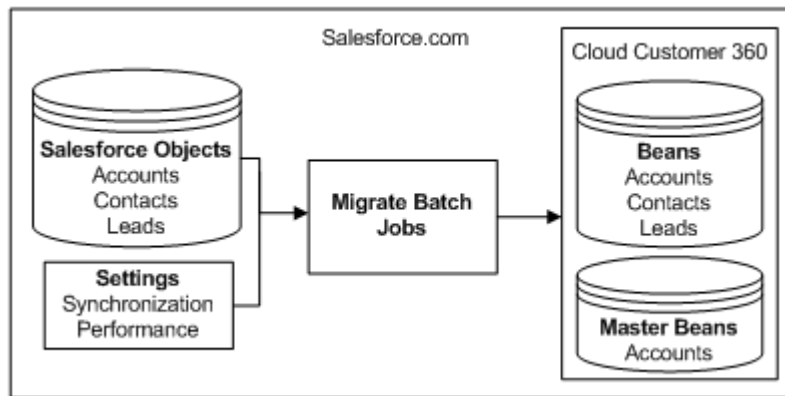 Salesforce.com
Salesforce Objects
Accounts
Contacts
Leads
Settings
Synchronization
Performance
Migrate Batch
Jobs
Cloud Customer 360
Beans
Accounts
Contacts
Leads
Master Beans
Accounts